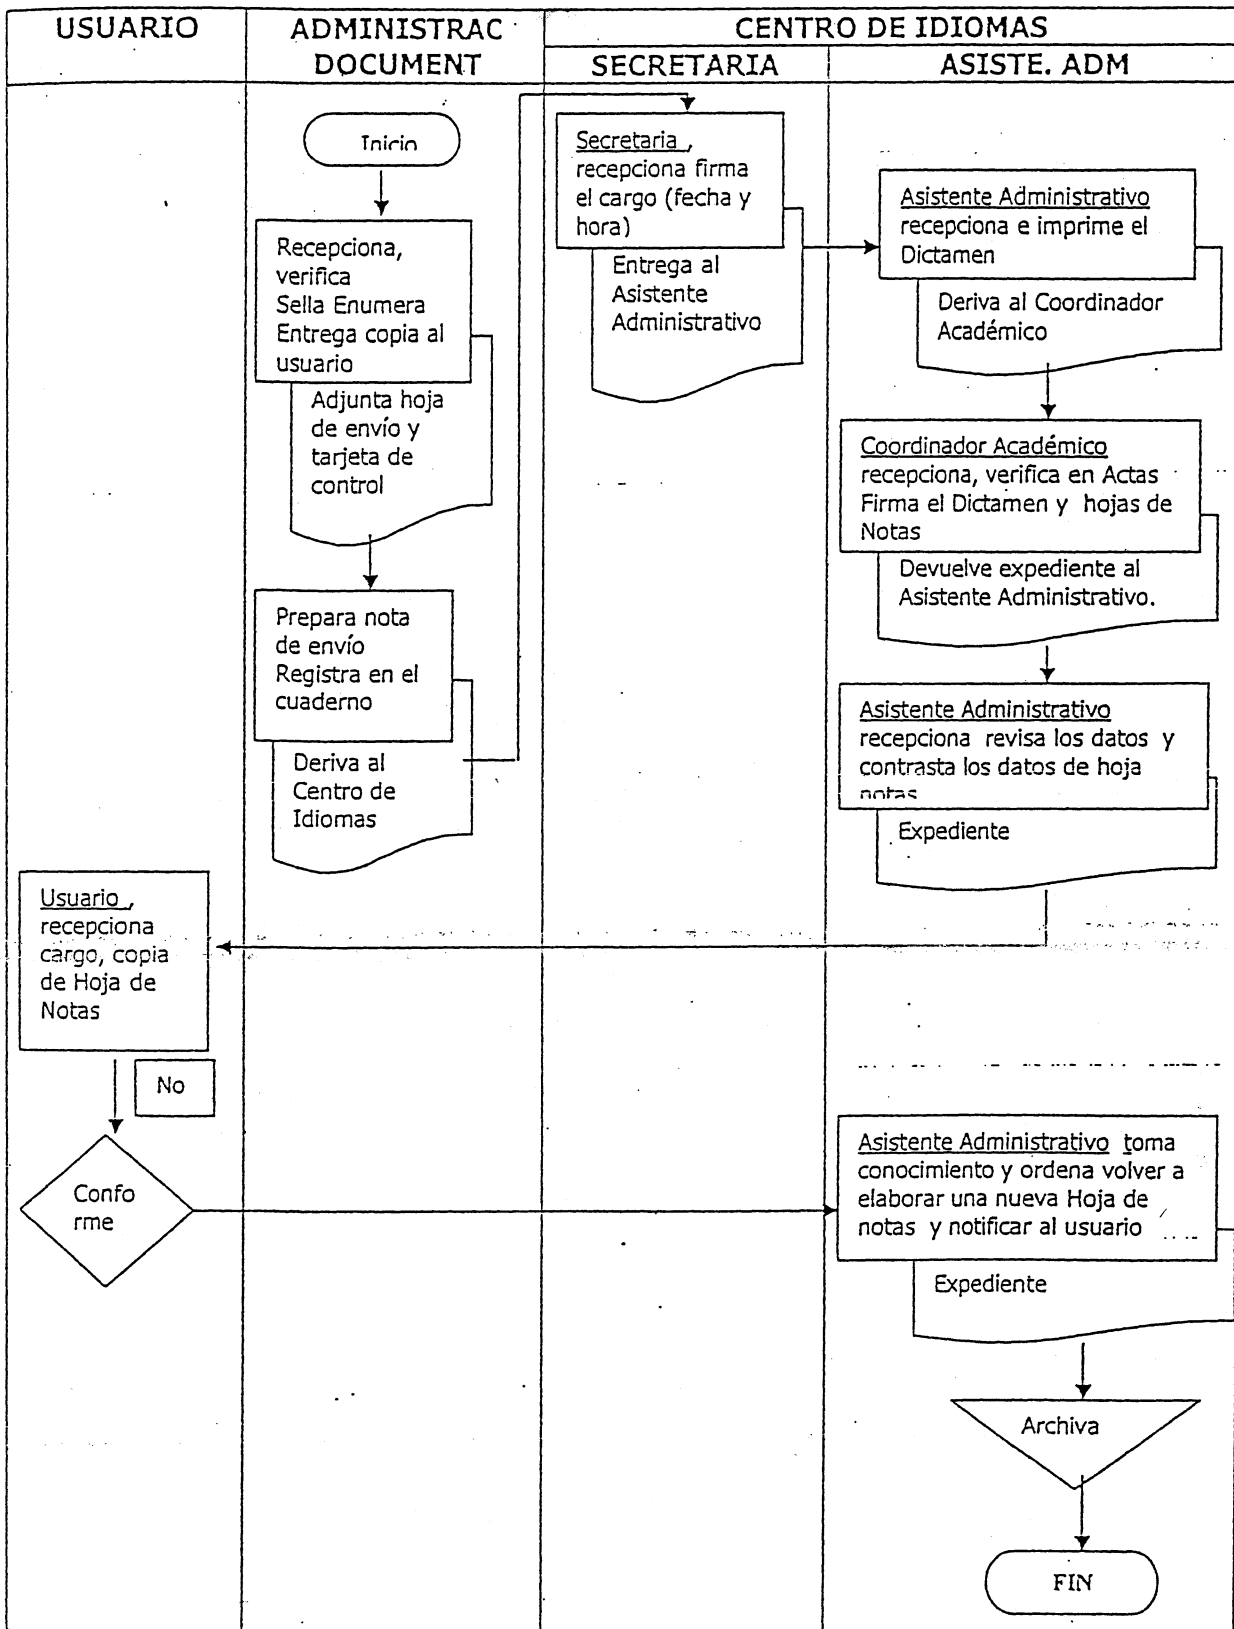 USUARIO
ADMINISTRAC
DOCUMENT
CENTRO DE IDIOMAS
SECRETARIA
ASISTE. ADM
Inicio
Recepciona,
verifica
Sella Enumera
Entrega copia al
usuario
Adjunta hoja
de envío y
tarjeta de
control
Prepara nota
de envío
Registra en el
cuaderno
Deriva al
Centro de
Idiomas
Secretaria ,
recepciona firma
el cargo (fecha y
hora)
Entrega al
Asistente
Administrativo
Asistente Administrativo
recepciona e imprime el
Dictamen
Deriva al Coordinador
Académico
Coordinador Académico
recepciona, verifica en Actas
Firma el Dictamen y hojas de
Notas
Devuelve expediente al
Asistente Administrativo.
Asistente Administrativo
recepciona revisa los datos y
contrasta los datos de hoja
notas
Expediente
Usuario ,
recepciona
cargo, copia
de Hoja de
Notas
No
Confo
rme
Asistente Administrativo toma
conocimiento y ordena volver a
elaborar una nueva Hoja de
notas y notificar al usuario
Expediente
Archiva
FIN